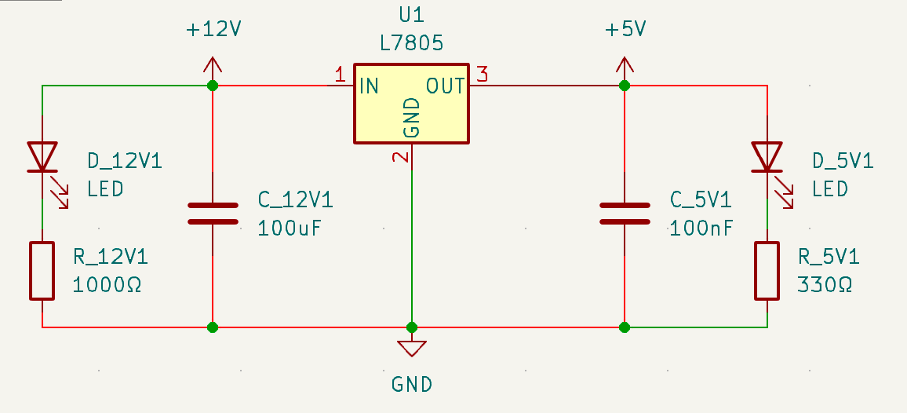 U1
L7805
+12V
+5V
1
IN
OUT
3
GND
2
D_12V1
LED
D_5V1
LED
C_12V1
100uF
C_5V1
100nF
R_12V1
1000Ω
R_5V1
330Ω
GND